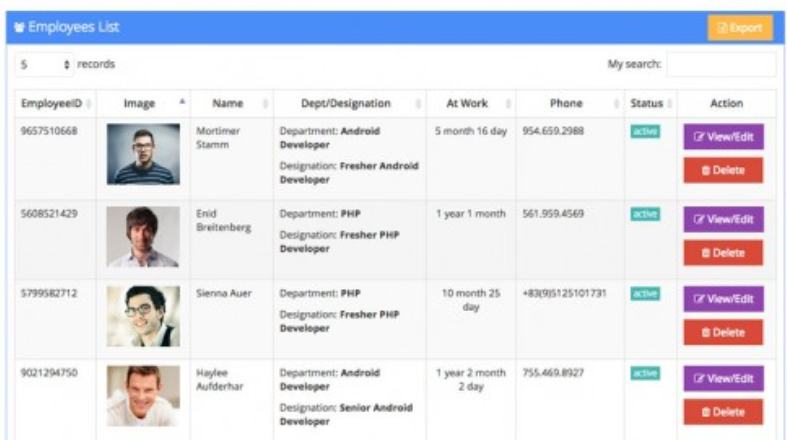 Employees List
Export
5 records
My search:
EmployeeID Image Name Dept/Designation At Work Phone Status Action
9657510668 Mortimer Department: Android 5 month 16 day 954.659.2988 active View/Edit
Stamm Developer
Designation: Fresher Android Delete
Developer
5608521429 Enid Department: PHP 1 year 1 month 561.959.4569 active View/Edit
Breitenberg Designation: Fresher PHP
Developer Delete
5799582712 Sienna Auer Department: PHP 10 month 25 +83(9)5125101731 active View/Edit
Designation: Fresher PHP day
Developer Delete
9021294750 Haylee Department: Android 1 year 2 month 755.469.8927 active View/Edit
Aufderhar Developer 2 day
Designation: Senior Android Delete
Developer